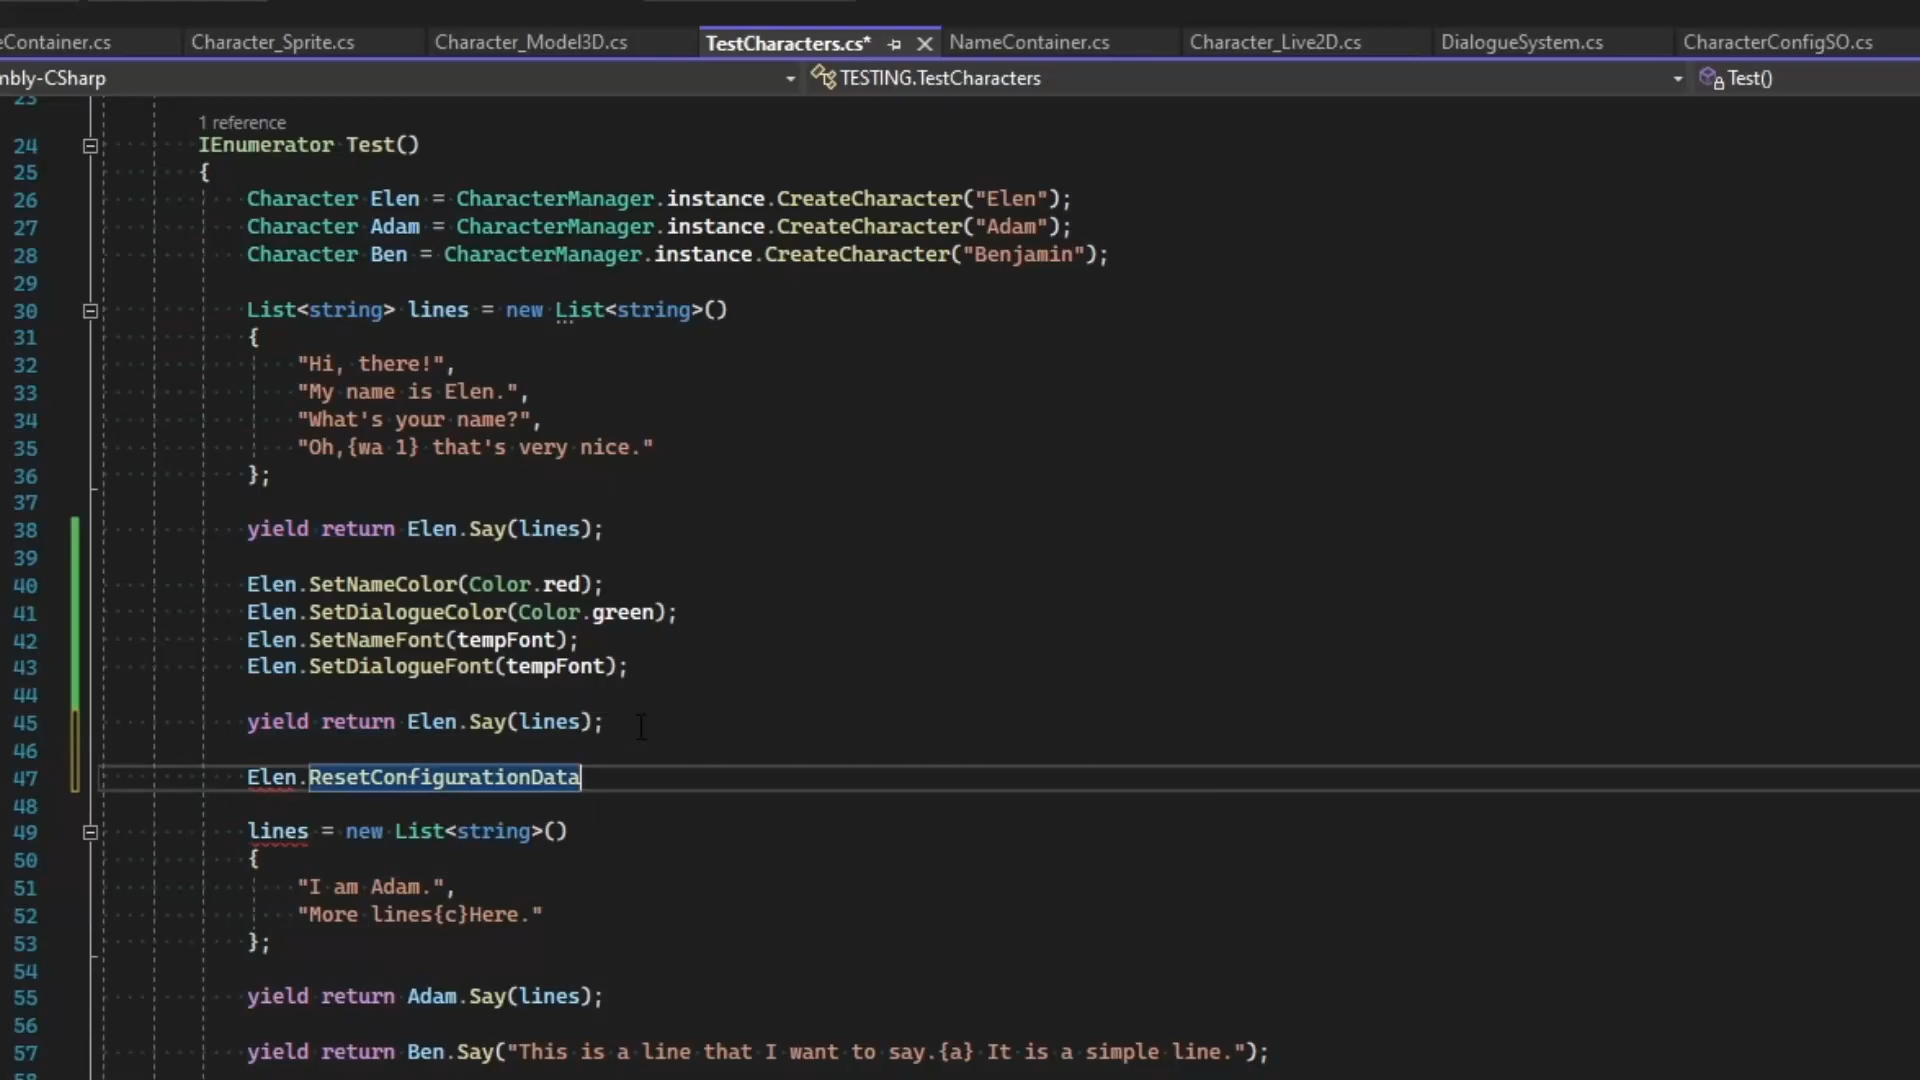 eContainer.cs Character_Sprite.cs Character_Model3D.cs TestCharacters.cs* NameContainer.cs Character_Live2D.cs DialogueSystem.cs CharacterConfigSO.cs
mbly-CSharp TESTING.TestCharacters Test()
23
1 reference
24 IEnumerator Test()
25 {
26 Character Elen = CharacterManager.instance.CreateCharacter("Elen");
27 Character Adam = CharacterManager.instance.CreateCharacter("Adam");
28 Character Ben = CharacterManager.instance.CreateCharacter("Benjamin");
29
30 List<string> lines = new List<string>()
31 {
32 "Hi, there!",
33 "My name is Elen.",
34 "What's your name?",
35 "Oh,{wa 1} that's very nice."
36 };
37
38 yield return Elen.Say(lines);
39
40 Elen.SetNameColor(Color.red);
41 Elen.SetDialogueColor(Color.green);
42 Elen.SetNameFont(tempFont);
43 Elen.SetDialogueFont(tempFont);
44
45 yield return Elen.Say(lines);
46
47 Elen.ResetConfigurationData
48
49 lines = new List<string>()
50 {
51 "I am Adam.",
52 "More lines{c}Here."
53 };
54
55 yield return Adam.Say(lines);
56
57 yield return Ben.Say("This is a line that I want to say.{a} It is a simple line.");
58